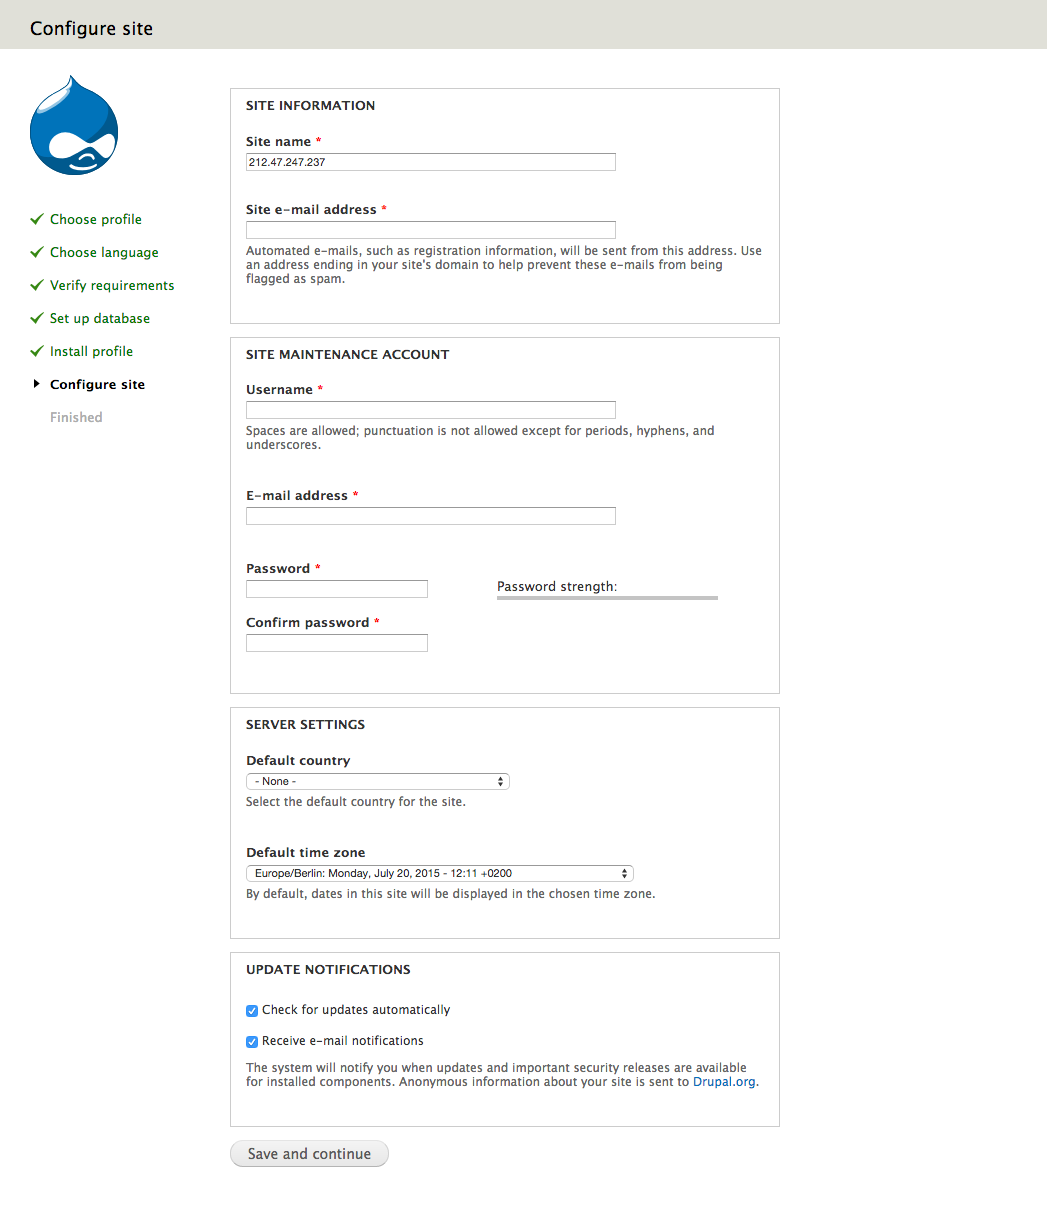 Configure site
Choose profile
Choose language
Verify requirements
Set up database
Install profile
Configure site
Finished
SITE INFORMATION
Site name *
212.47.247.237
Site e-mail address *
Automated e-mails, such as registration information, will be sent from this address. Use
an address ending in your site's domain to help prevent these e-mails from being
flagged as spam.
SITE MAINTENANCE ACCOUNT
Username *
Spaces are allowed; punctuation is not allowed except for periods, hyphens, and
underscores.
E-mail address *
Password *
Password strength:
Confirm password *
SERVER SETTINGS
Default country
- None -
Select the default country for the site.
Default time zone
Europe/Berlin: Monday, July 20, 2015 - 12:11 +0200
By default, dates in this site will be displayed in the chosen time zone.
UPDATE NOTIFICATIONS
Check for updates automatically
Receive e-mail notifications
The system will notify you when updates and important security releases are available
for installed components. Anonymous information about your site is sent to Drupal.org.
Save and continue